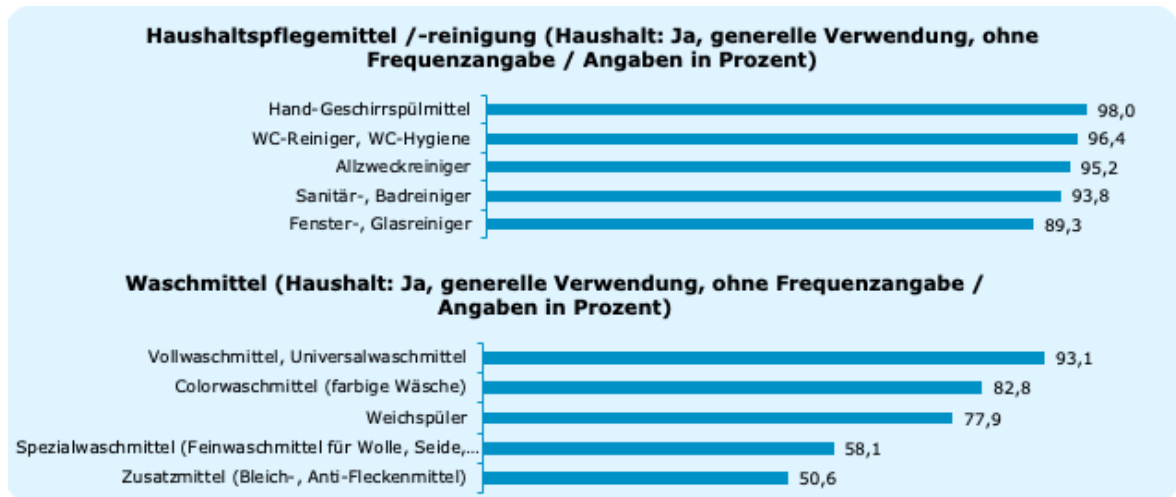 Haushaltspflegemittel /-reinigung (Haushalt: Ja, generelle Verwendung, ohne
Frequenzangabe / Angaben in Prozent)
Hand-Geschirrspülmittel 98,0
WC-Reiniger, WC-Hygiene 96,4
Allzweckreiniger 95,2
Sanitär-, Badreiniger 93,8
Fenster-, Glasreiniger 89,3
Waschmittel (Haushalt: Ja, generelle Verwendung, ohne Frequenzangabe /
Angaben in Prozent)
Vollwaschmittel, Universalwaschmittel 93,1
Colorwaschmittel (farbige Wäsche) 82,8
Weichspüler 77,9
Spezialwaschmittel (Feinwaschmittel für Wolle, Seide,... 58,1
Zusatzmittel (Bleich-, Anti-Fleckenmittel) 50,6